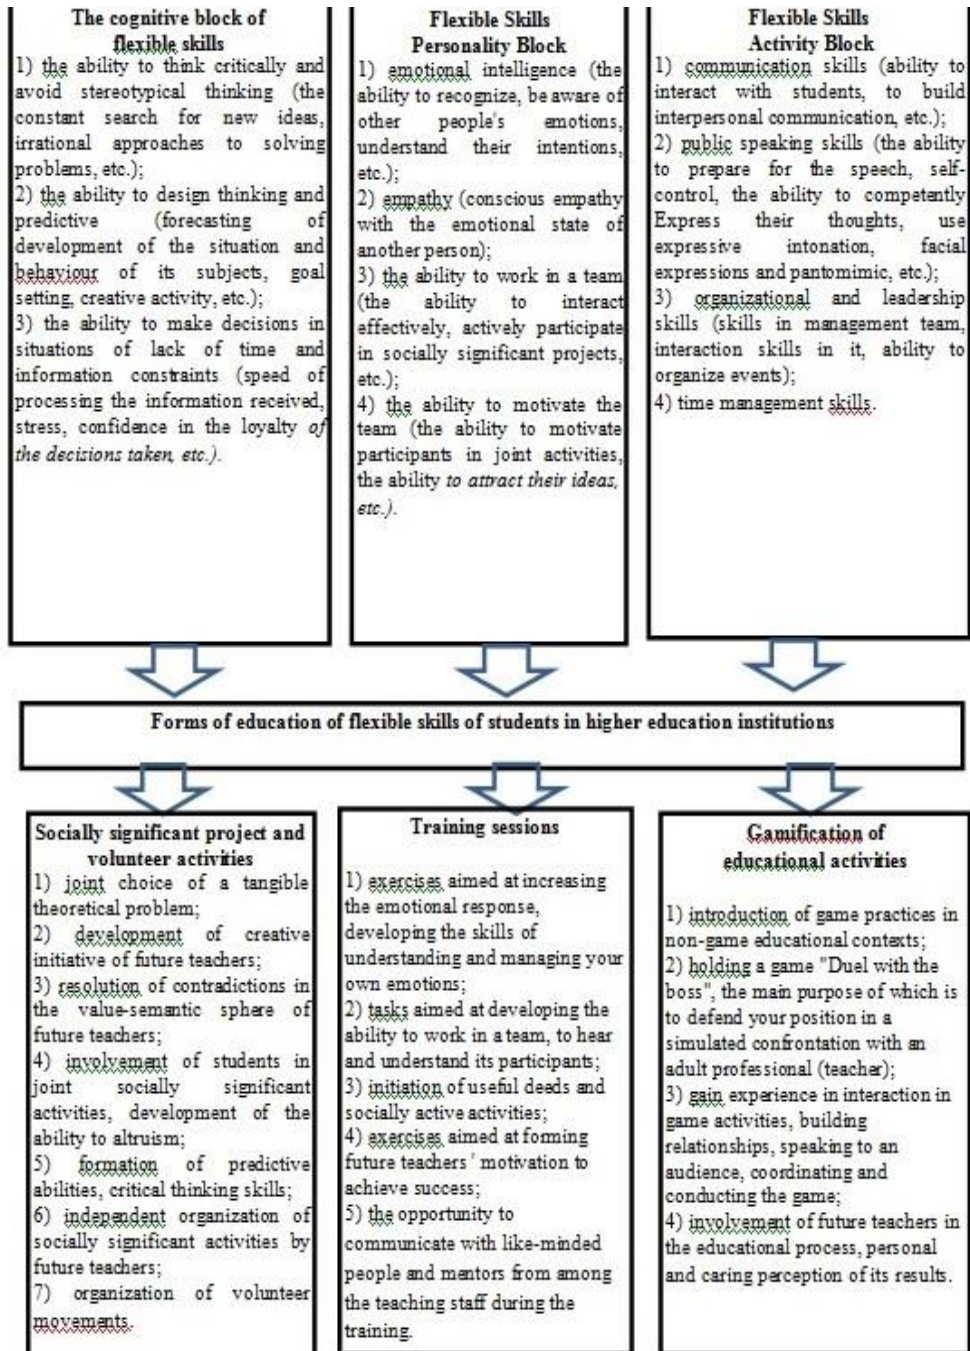 The cognitive block of
flexible skills
1) the ability to think critically and
avoid stereotypical thinking (the
constant search for new ideas,
irrational approaches to solving
problems, etc.);
2) the ability to design thinking and
predictive (forecasting of
development of the situation and
behaviour of its subjects, goal
setting, creative activity, etc.);
3) the ability to make decisions in
situations of lack of time and
information constraints (speed of
processing the information received,
stress, confidence in the loyalty of
the decisions taken, etc.).
Flexible Skills
Personality Block
1) emotional intelligence (the
ability to recognize, be aware of
other people's emotions,
understand their intentions,
etc.);
2) empathy (conscious empathy
with the emotional state of
another person);
3) the ability to work in a team
(the ability to interact
effectively, actively participate
in socially significant projects,
etc.);
4) the ability to motivate the
team (the ability to motivate
participants in joint activities,
the ability to attract their ideas,
etc.).
Flexible Skills
Activity Block
1) communication skills (ability to
interact with students, to build
interpersonal communication, etc.);
2) public speaking skills (the ability
to prepare for the speech, self-
control, the ability to competently
Express their thoughts, use
expressive intonation, facial
expressions and pantomimic, etc.);
3) organizational and leadership
skills (skills in management team,
interaction skills in it, ability to
organize events);
4) time management skills.
Forms of education of flexible skills of students in higher education institutions
Socially significant project and
volunteer activities
1) joint choice of a tangible
theoretical problem;
2) development of creative
initiative of future teachers;
3) resolution of contradictions in
the value-semantic sphere of
future teachers;
4) involvement of students in
joint socially significant
activities, development of the
ability to altruism;
5) formation of predictive
abilities, critical thinking skills;
6) independent organization of
socially significant activities by
future teachers;
7) organization of volunteer
movements.
Training sessions
1) exercises aimed at increasing
the emotional response,
developing the skills of
understanding and managing your
own emotions;
2) tasks aimed at developing the
ability to work in a team, to hear
and understand its participants;
3) initiation of useful deeds and
socially active activities;
4) exercises aimed at forming
future teachers ' motivation to
achieve success;
5) the opportunity to
communicate with like-minded
people and mentors from among
the teaching staff during the
training.
Gamification of
educational activities
1) introduction of game practices in
non-game educational contexts;
2) holding a game "Duel with the
boss", the main purpose of which is
to defend your position in a
simulated confrontation with an
adult professional (teacher);
3) gain experience in interaction in
game activities, building
relationships, speaking to an
audience, coordinating and
conducting the game;
4) involvement of future teachers in
the educational process, personal
and caring perception of its results.